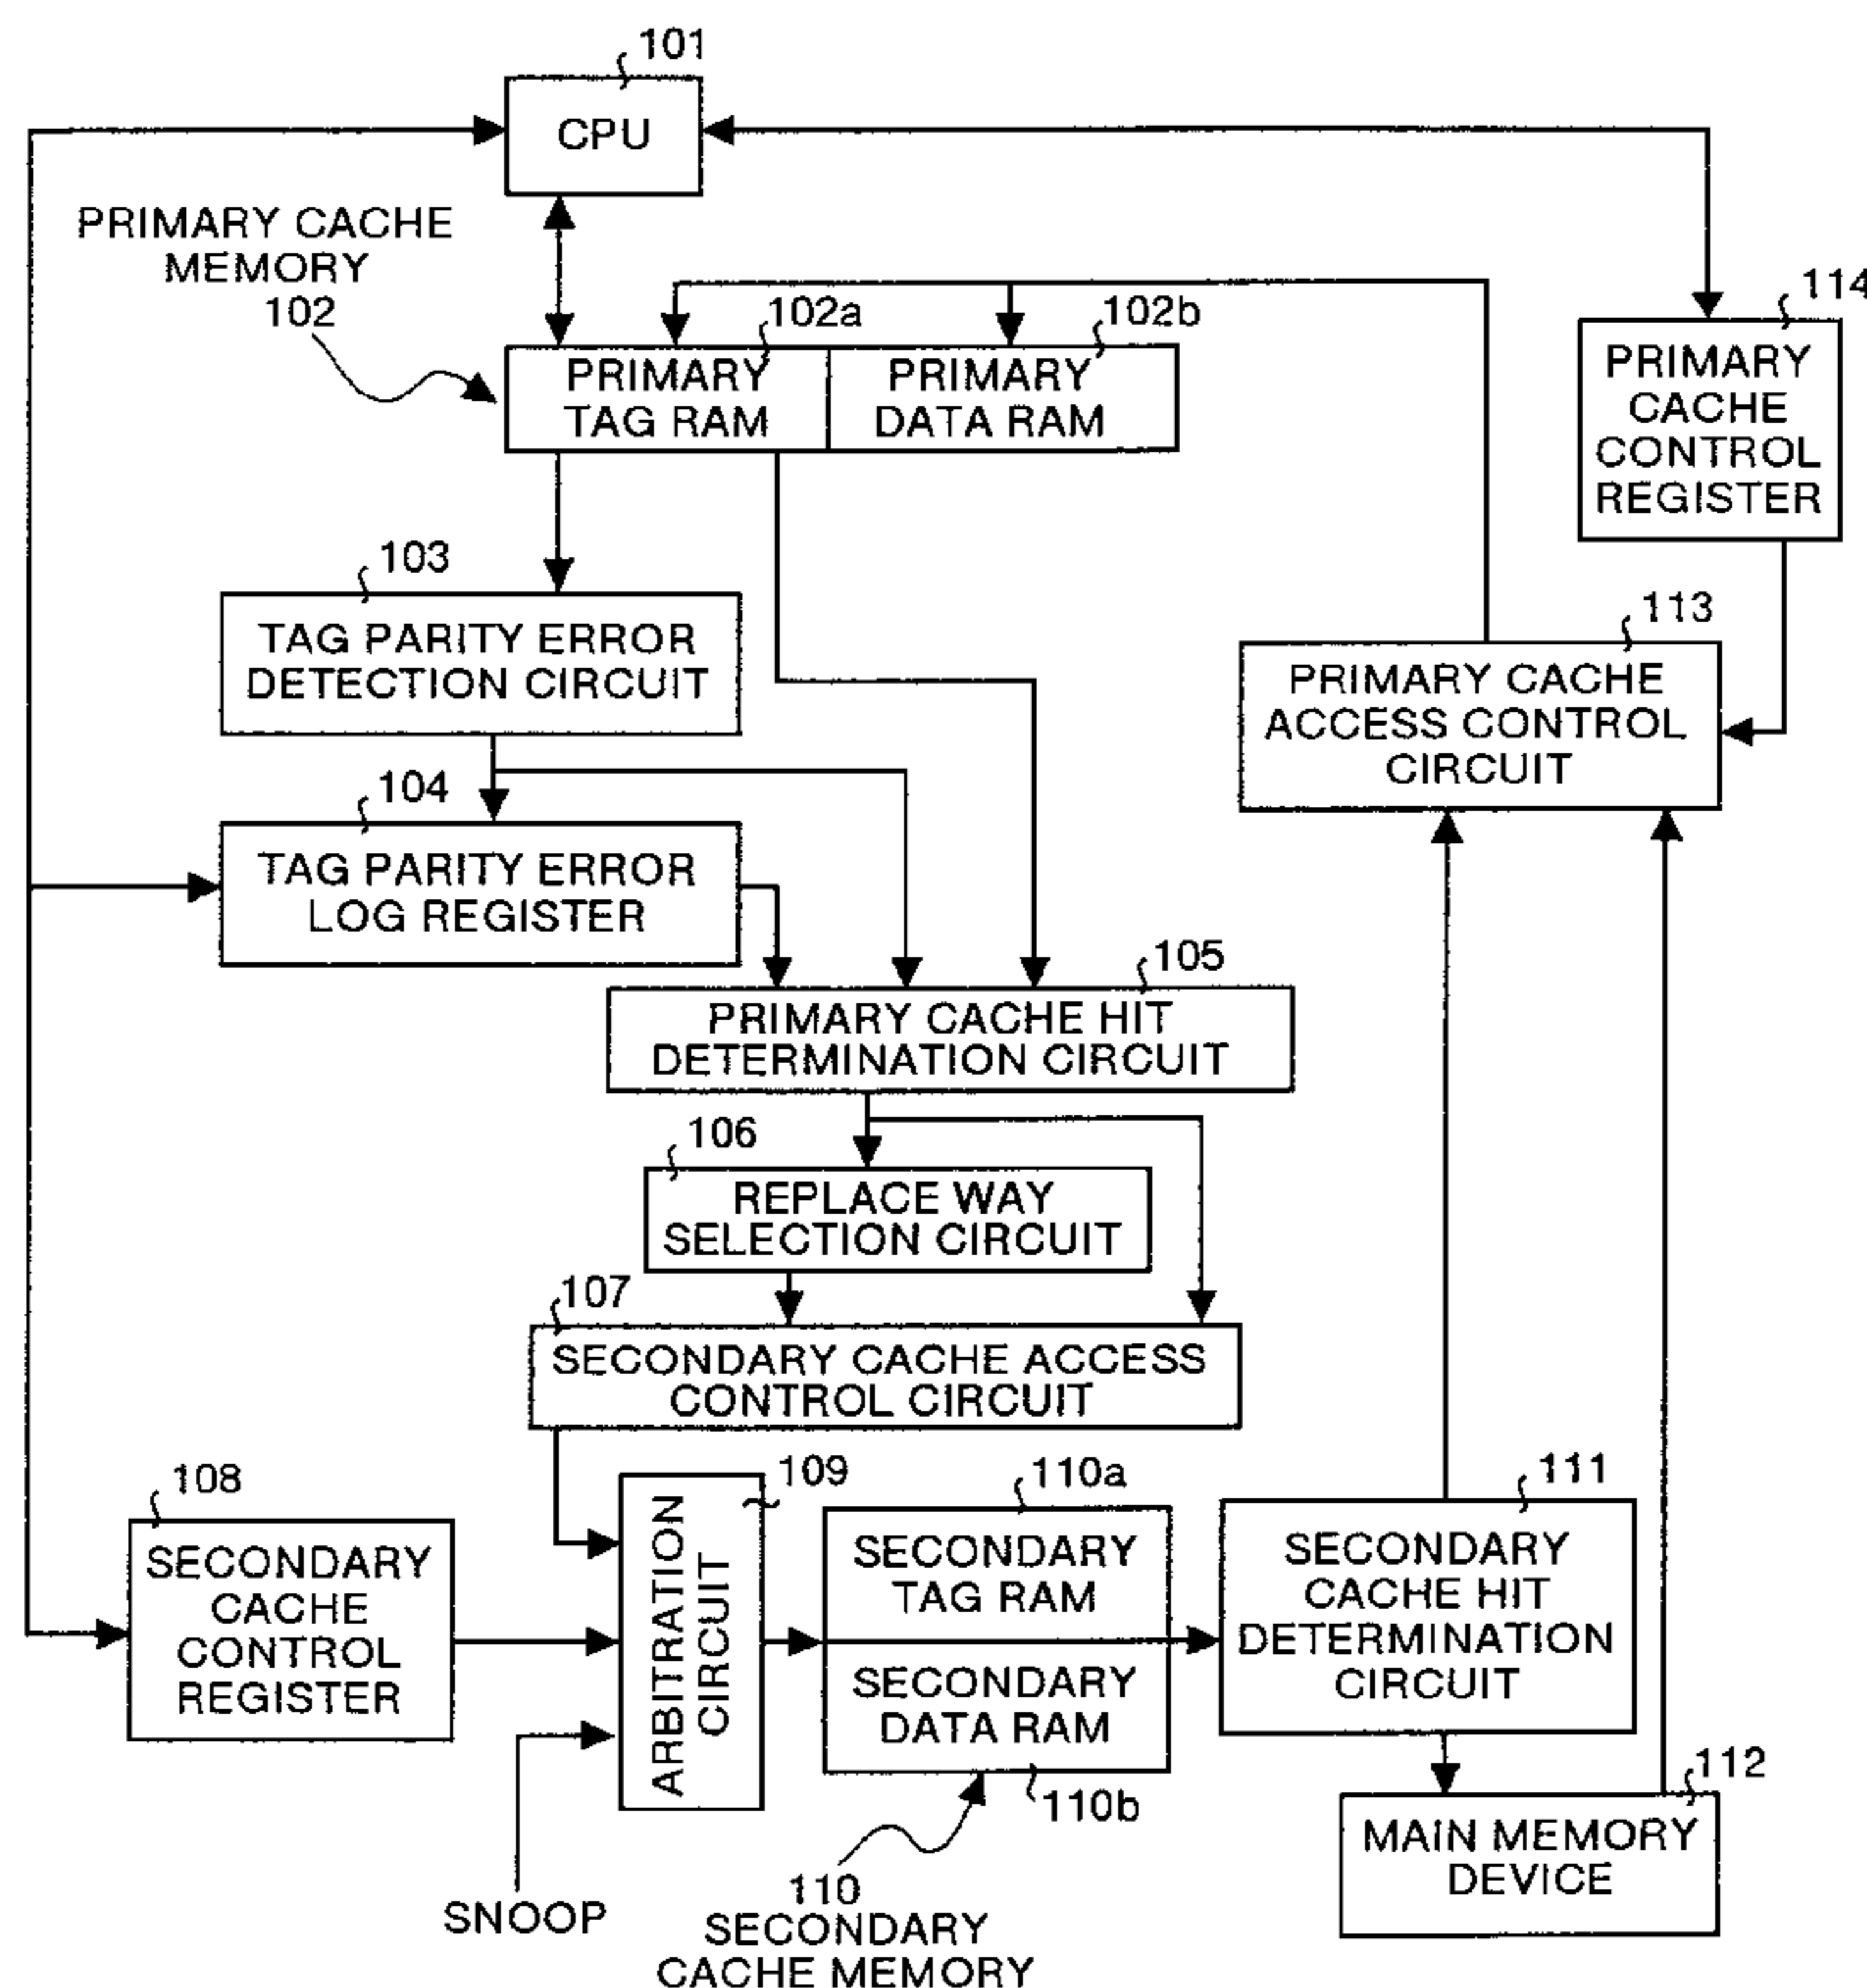 101
CPU
PRIMARY CACHE
MEMORY
102
102a
102b
114
PRIMARY
TAG RAM
PRIMARY
DATA RAM
PRIMARY
CACHE
CONTROL
REGISTER
103
TAG PARITY ERROR
DETECTION CIRCUIT
113
PRIMARY CACHE
ACCESS CONTROL
CIRCUIT
104
TAG PARITY ERROR
LOG REGISTER
105
PRIMARY CACHE HIT
DETERMINATION CIRCUIT
106
REPLACE WAY
SELECTION CIRCUIT
107
SECONDARY CACHE ACCESS
CONTROL CIRCUIT
108
SECONDARY
CACHE
CONTROL
REGISTER
109
ARBITRATION
CIRCUIT
110a
SECONDARY
TAG RAM
SECONDARY
DATA RAM
110b
111
SECONDARY
CACHE HIT
DETERMINATION
CIRCUIT
112
MAIN MEMORY
DEVICE
SNOOP
110
SECONDARY
CACHE MEMORY